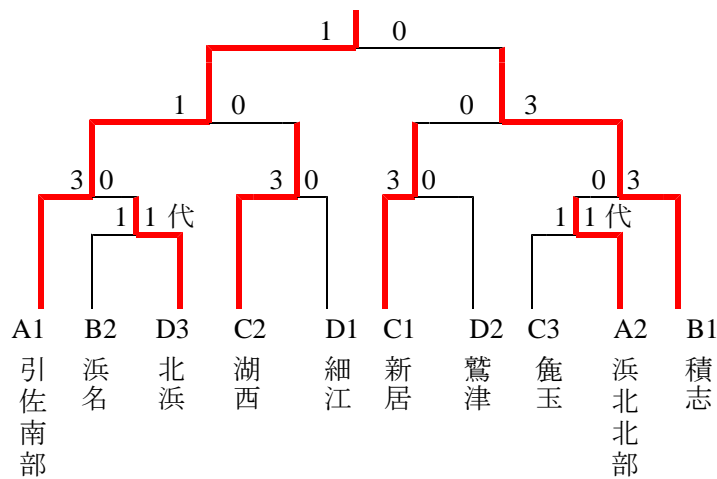 1 0
1 0 0 3
3 0 3 0 3 0 0 3
1 1 代 1 1 代
A1 B2 D3 C2 D1 C1 D2 C3 A2 B1
引佐南部
浜名
北浜
湖西
細江
新居
鷲津
麁玉
浜北北部
積志